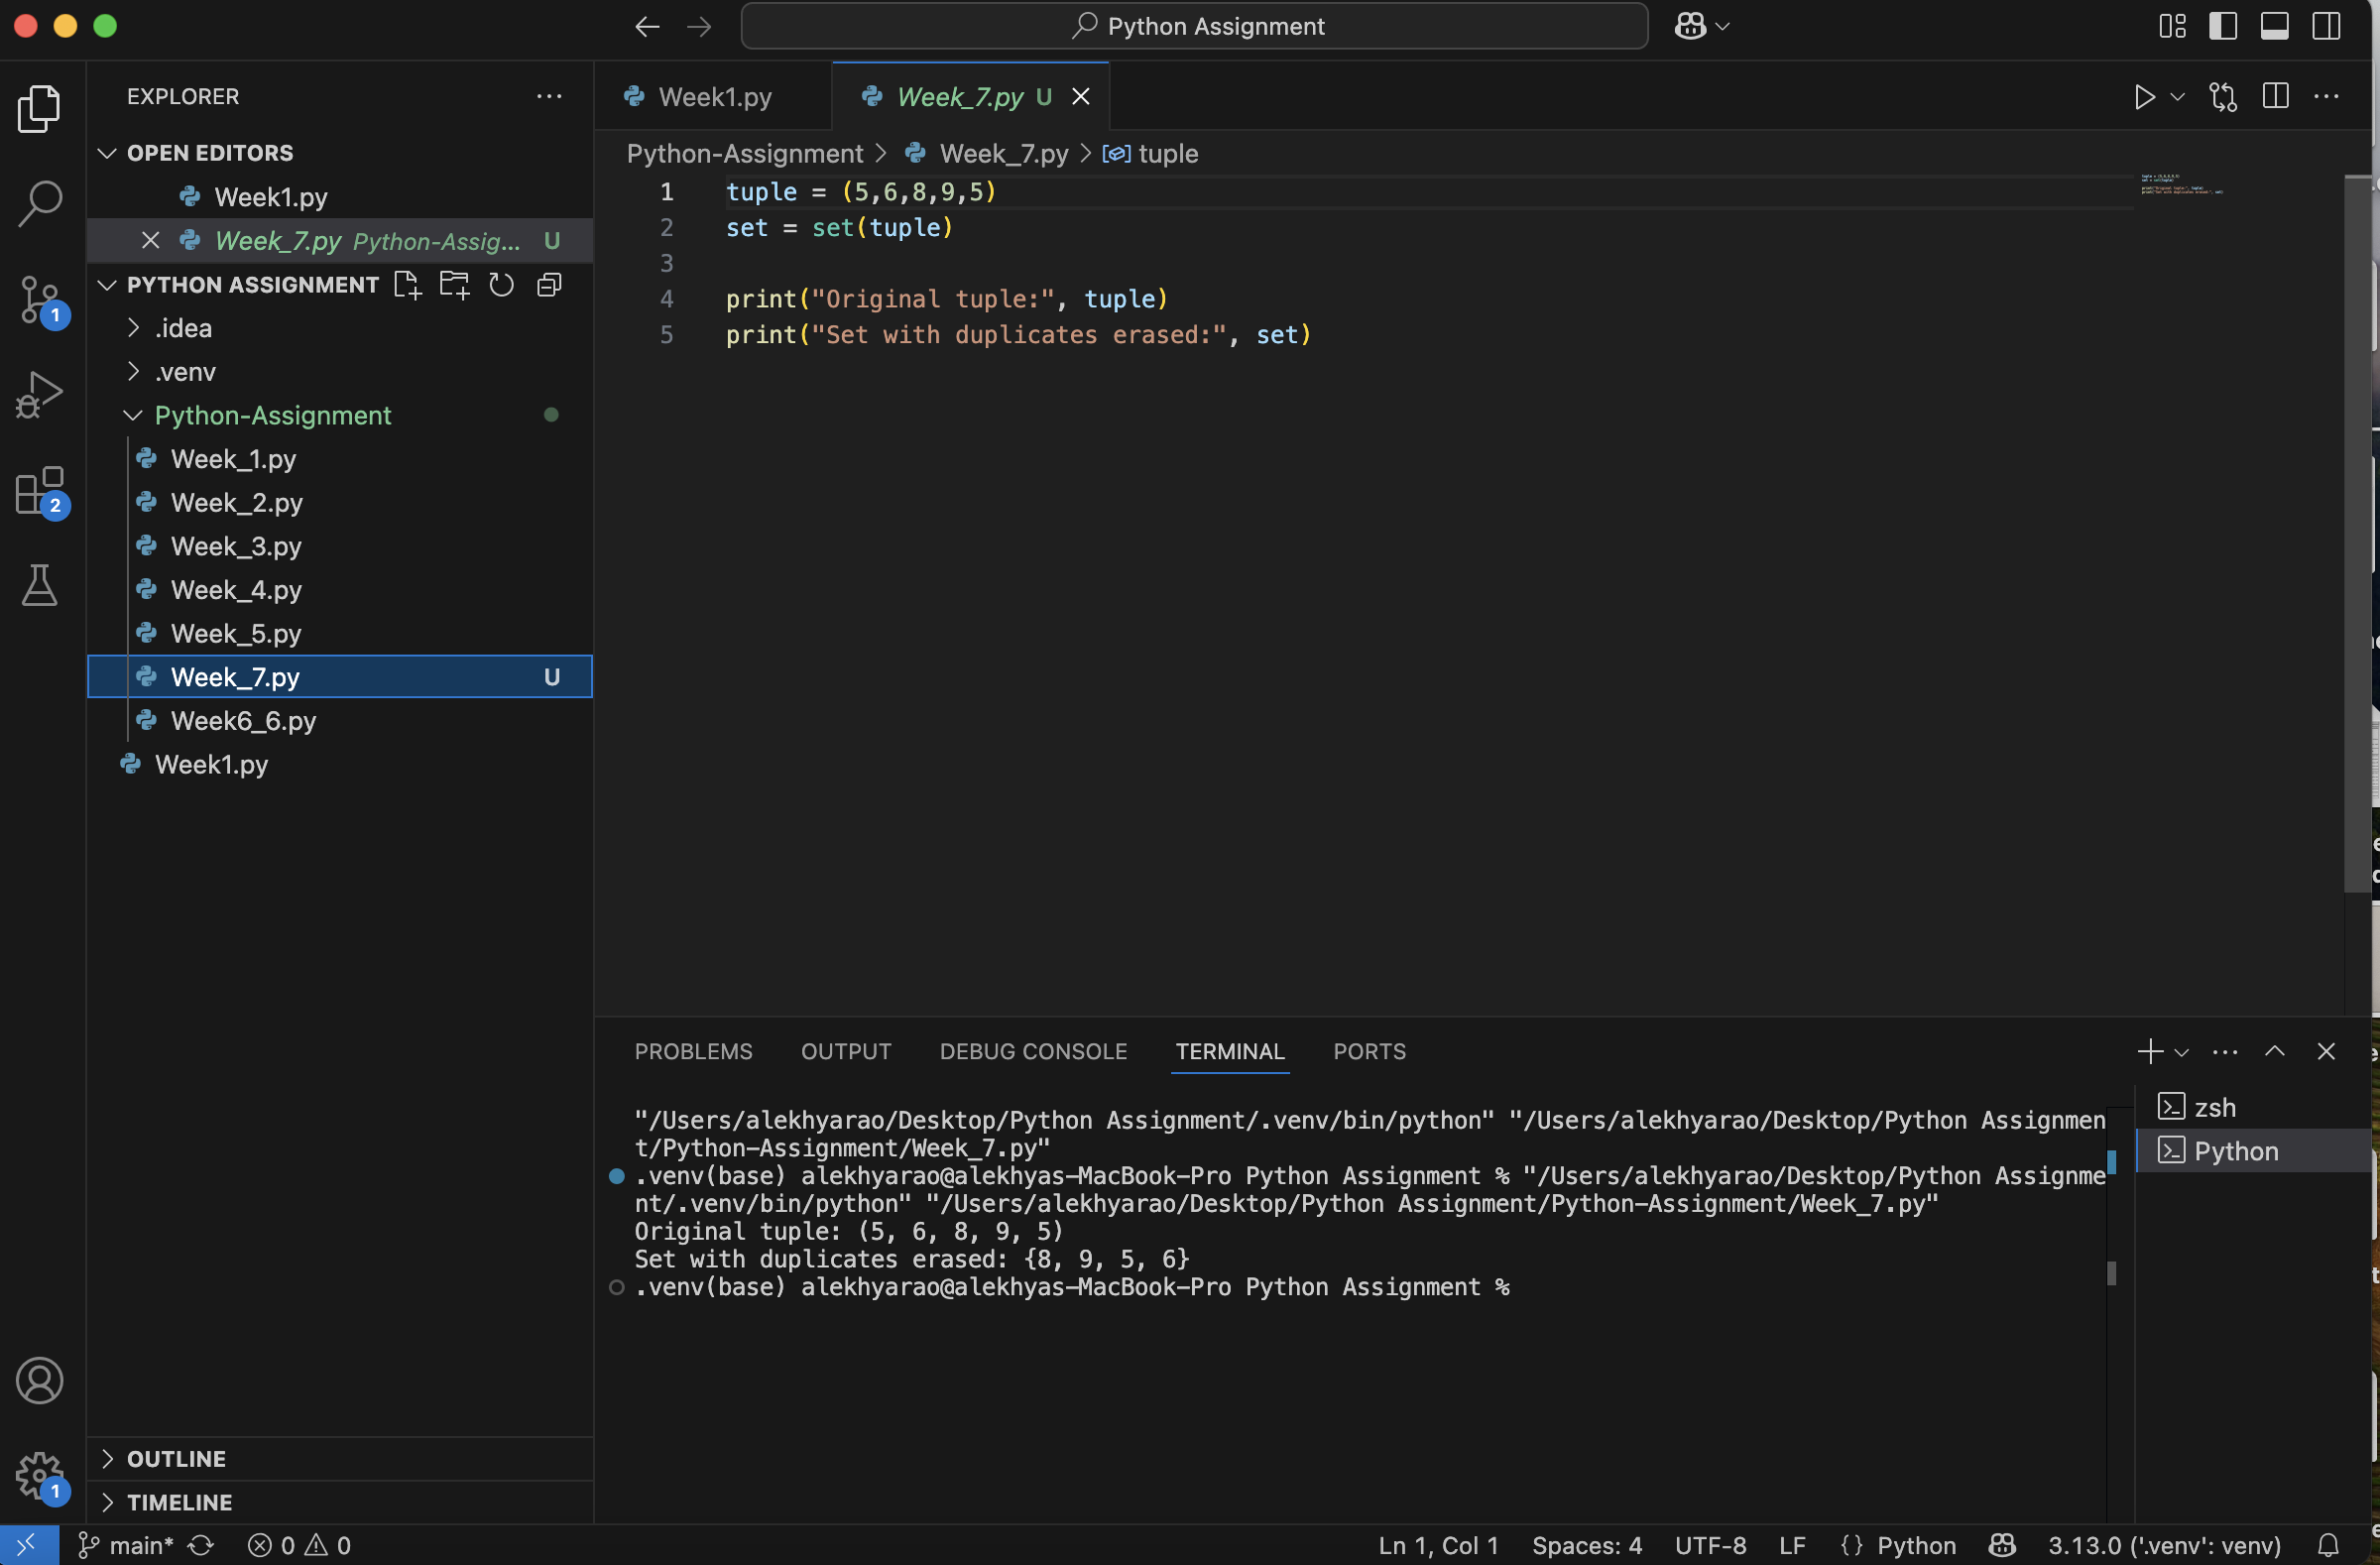 Python Assignment
EXPLORER
OPEN EDITORS
Week1.py
Week_7.py Python-Assig... U
PYTHON ASSIGNMENT
.idea
.venv
Python-Assignment
Week_1.py
Week_2.py
Week_3.py
Week_4.py
Week_5.py
Week_7.py U
Week6_6.py
Week1.py
OUTLINE
TIMELINE
1
2
1
Week1.py
Week_7.py U
Python-Assignment > Week_7.py > tuple
1 tuple = (5,6,8,9,5)
2 set = set(tuple)
3
4 print("Original tuple:", tuple)
5 print("Set with duplicates erased:", set)
PROBLEMS OUTPUT DEBUG CONSOLE TERMINAL PORTS
"/Users/alekhyarao/Desktop/Python Assignment/.venv/bin/python" "/Users/alekhyarao/Desktop/Python Assignmen
t/Python-Assignment/Week_7.py"
.venv(base) alekhyarao@alekhyas-MacBook-Pro Python Assignment % "/Users/alekhyarao/Desktop/Python Assignme
nt/.venv/bin/python" "/Users/alekhyarao/Desktop/Python Assignment/Python-Assignment/Week_7.py"
Original tuple: (5, 6, 8, 9, 5)
Set with duplicates erased: {8, 9, 5, 6}
.venv(base) alekhyarao@alekhyas-MacBook-Pro Python Assignment %
zsh
Python
main* 0 0 Ln 1, Col 1 Spaces: 4 UTF-8 LF {} Python 3.13.0 ('.venv': venv)